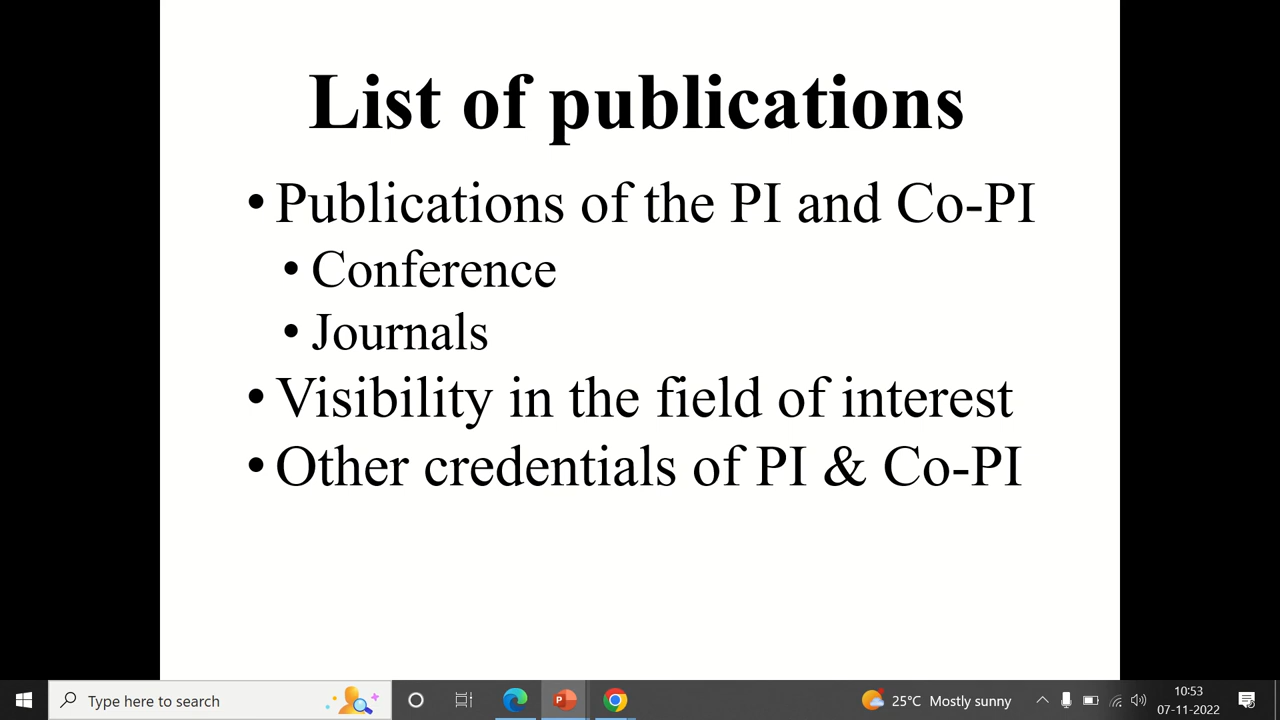 List of publications
• Publications of the PI and Co-PI
• Conference
• Journals
• Visibility in the field of interest
• Other credentials of PI & Co-PI
Type here to search
25°C Mostly sunny
10:53
07-11-2022